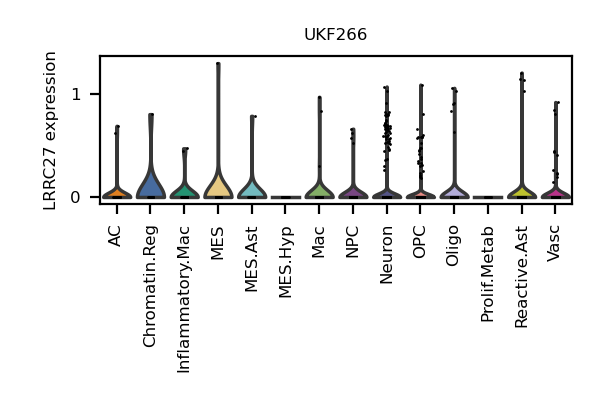 UKF266
LRRC27 expression
1
0
AC
Chromatin.Reg
Inflammatory.Mac
MES
MES.Ast
MES.Hyp
Mac
NPC
Neuron
OPC
Oligo
Prolif.Metab
Reactive.Ast
Vasc